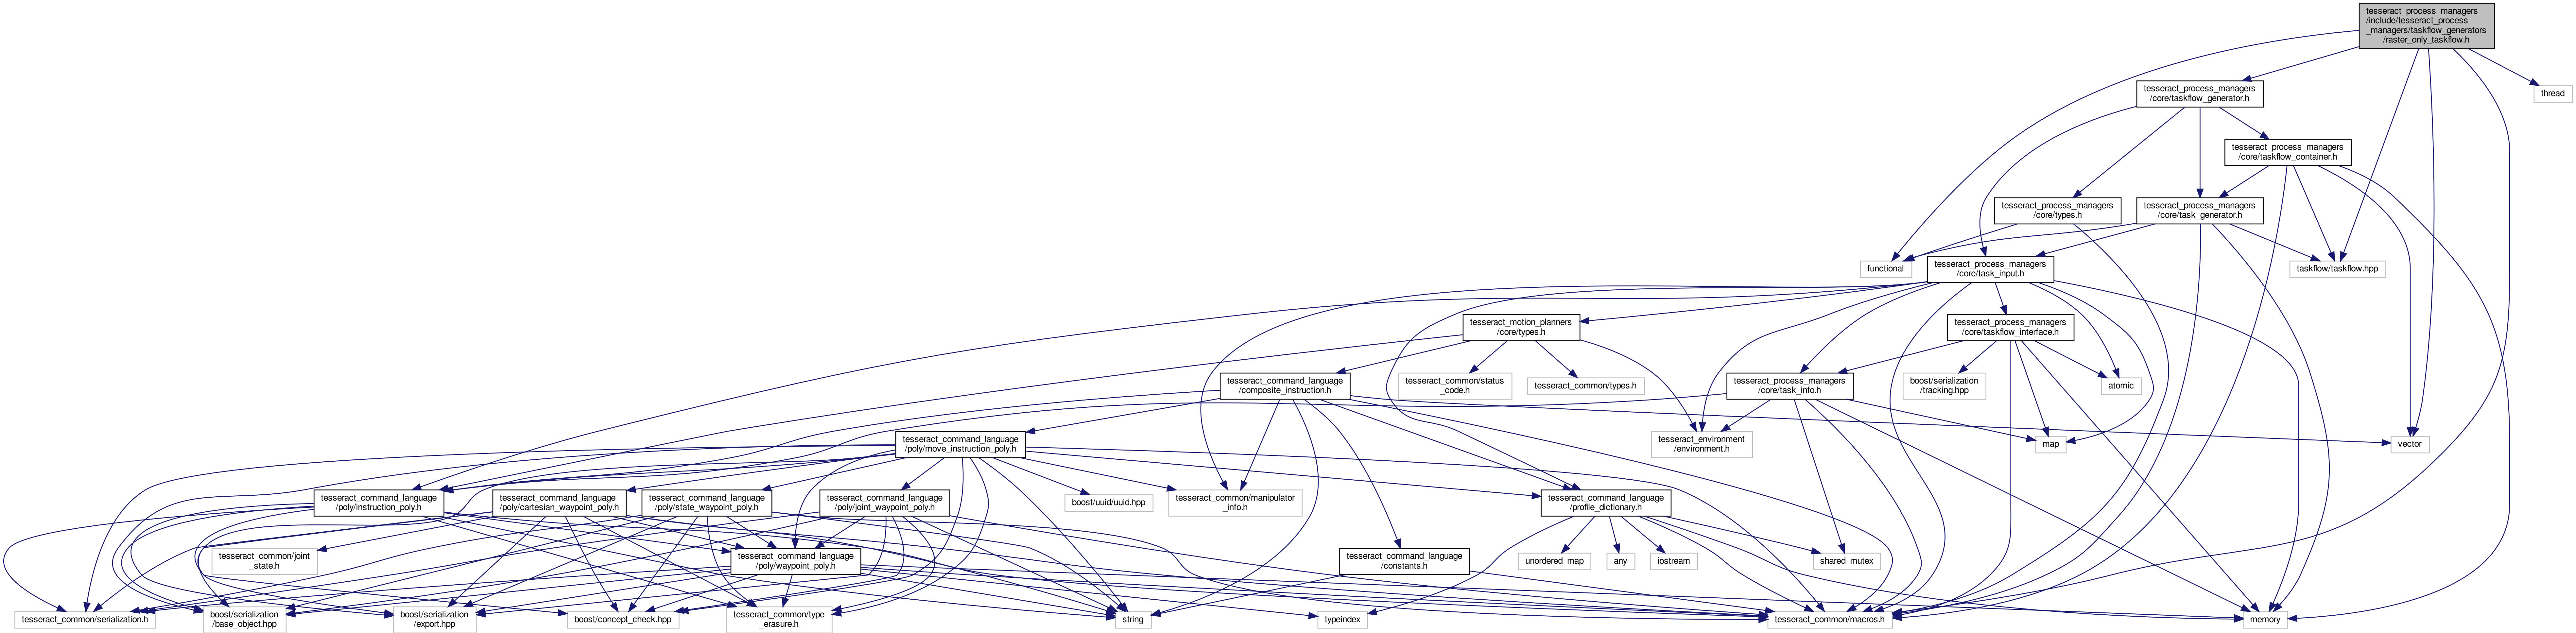 tesseract_process_managers
/include/tesseract_process
_managers/taskflow_generators
/raster_only_taskflow.h
tesseract_process_managers
/core/taskflow_generator.h
thread
tesseract_process_managers
/core/taskflow_container.h
tesseract_process_managers
/core/types.h
tesseract_process_managers
/core/task_generator.h
functional
tesseract_process_managers
/core/task_input.h
taskflow/taskflow.hpp
tesseract_motion_planners
/core/types.h
tesseract_process_managers
/core/taskflow_interface.h
tesseract_command_language
/composite_instruction.h
tesseract_common/status
_code.h
tesseract_common/types.h
tesseract_process_managers
/core/task_info.h
boost/serialization
/tracking.hpp
atomic
tesseract_command_language
/poly/move_instruction_poly.h
tesseract_environment
/environment.h
map
vector
tesseract_command_language
/poly/instruction_poly.h
tesseract_command_language
/poly/cartesian_waypoint_poly.h
tesseract_command_language
/poly/state_waypoint_poly.h
tesseract_command_language
/poly/joint_waypoint_poly.h
boost/uuid/uuid.hpp
tesseract_common/manipulator
_info.h
tesseract_command_language
/profile_dictionary.h
tesseract_common/joint
_state.h
tesseract_command_language
/poly/waypoint_poly.h
tesseract_command_language
/constants.h
unordered_map
any
iostream
shared_mutex
tesseract_common/serialization.h
boost/serialization
/base_object.hpp
boost/serialization
/export.hpp
boost/concept_check.hpp
tesseract_common/type
_erasure.h
string
typeindex
tesseract_common/macros.h
memory